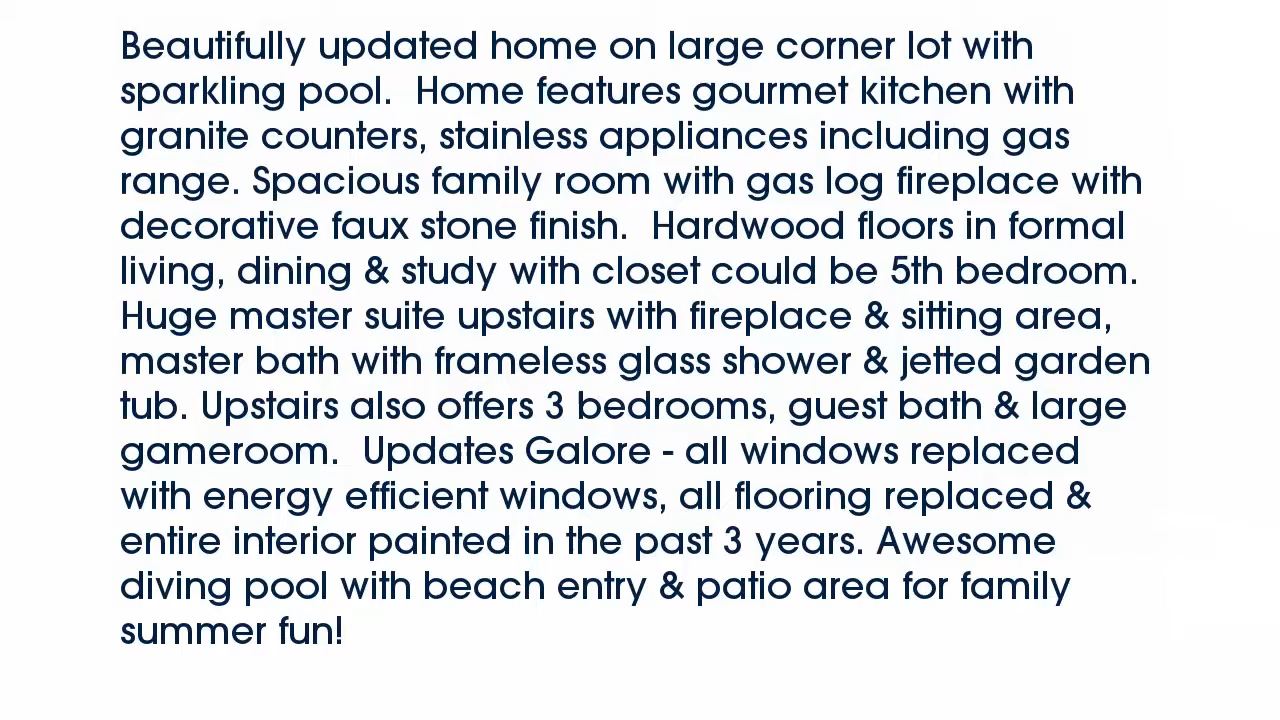 Beautifully updated home on large corner lot with
sparkling pool.  Home features gourmet kitchen with
granite counters, stainless appliances including gas
range. Spacious family room with gas log fireplace with
decorative faux stone finish.  Hardwood floors in formal
living, dining & study with closet could be 5th bedroom.
Huge master suite upstairs with fireplace & sitting area,
master bath with frameless glass shower & jetted garden
tub. Upstairs also offers 3 bedrooms, guest bath & large
gameroom.  Updates Galore - all windows replaced
with energy efficient windows, all flooring replaced &
entire interior painted in the past 3 years. Awesome
diving pool with beach entry & patio area for family
summer fun!